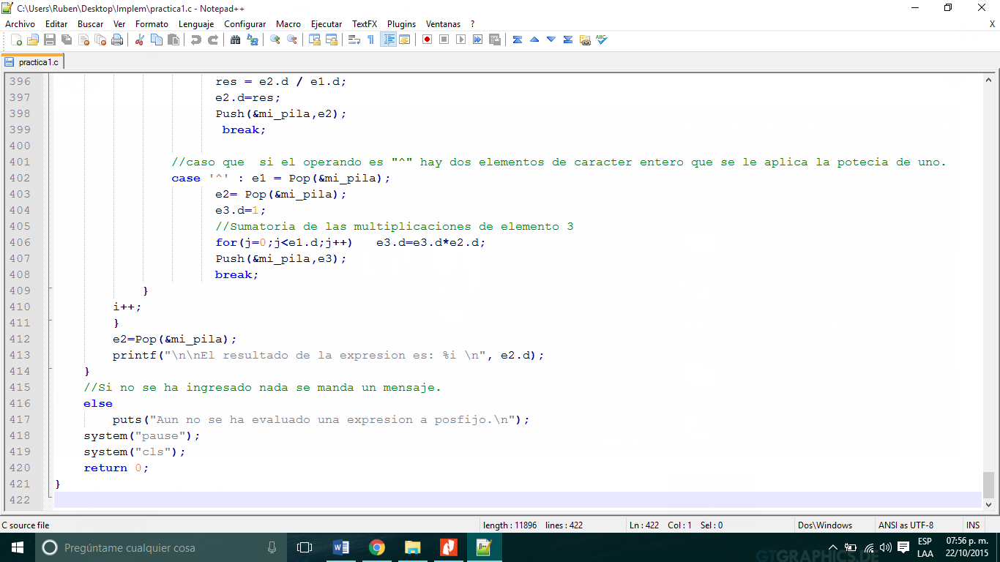 C:\Users\Ruben\Desktop\Implem\practica1.c - Notepad++
Archivo Editar Buscar Ver Formato Lenguaje Configurar Macro Ejecutar TextFX Plugins Ventanas ? X
practica1.c
396 res = e2.d / e1.d;
397 e2.d=res;
398 Push(&mi_pila,e2);
399 break;
400
401 //caso que  si el operando es "^" hay dos elementos de caracter entero que se le aplica la potecia de uno.
402 case '^' : e1 = Pop(&mi_pila);
403 e2= Pop(&mi_pila);
404 e3.d=1;
405 //Sumatoria de las multiplicaciones de elemento 3
406 for(j=0;j<e1.d;j++)   e3.d=e3.d*e2.d;
407 Push(&mi_pila,e3);
408 break;
409 }
410 i++;
411 }
412 e2=Pop(&mi_pila);
413 printf("\n\nEl resultado de la expresion es: %i \n", e2.d);
414 }
415 //Si no se ha ingresado nada se manda un mensaje.
416 else
417 puts("Aun no se ha evaluado una expresion a posfijo.\n");
418 system("pause");
419 system("cls");
420 return 0;
421 }
422
C source file length : 11896 lines : 422 Ln : 422 Col : 1 Sel : 0 Dos\Windows ANSI as UTF-8 INS
Pregúntame cualquier cosa
GTGRAPHICS.DE
ESP
LAA
07:56 p. m.
22/10/2015